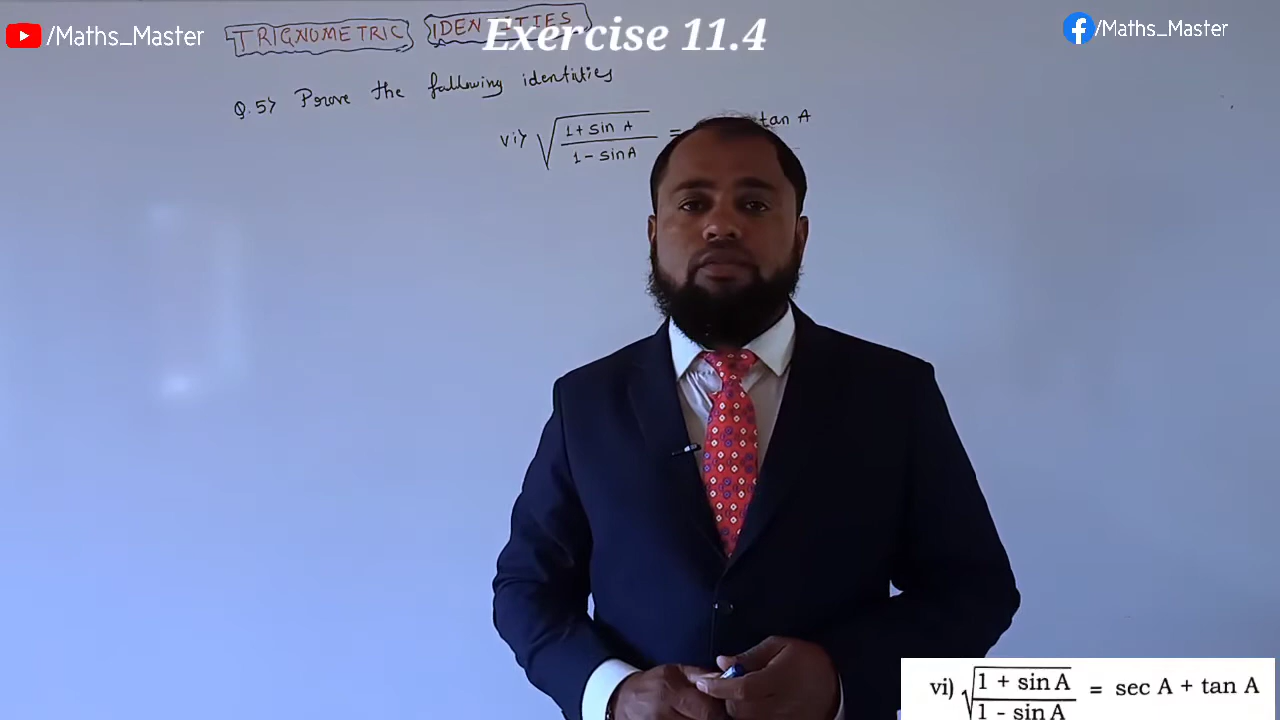 /Maths_Master
TRIGNOMETRIC IDENTITIES
Exercise 11.4
/Maths_Master
Q.5> Prove the following identities
vi> √(1 + sin A / 1 - sin A) = tan A
vi) √(1 + sin A / 1 - sin A) = sec A + tan A